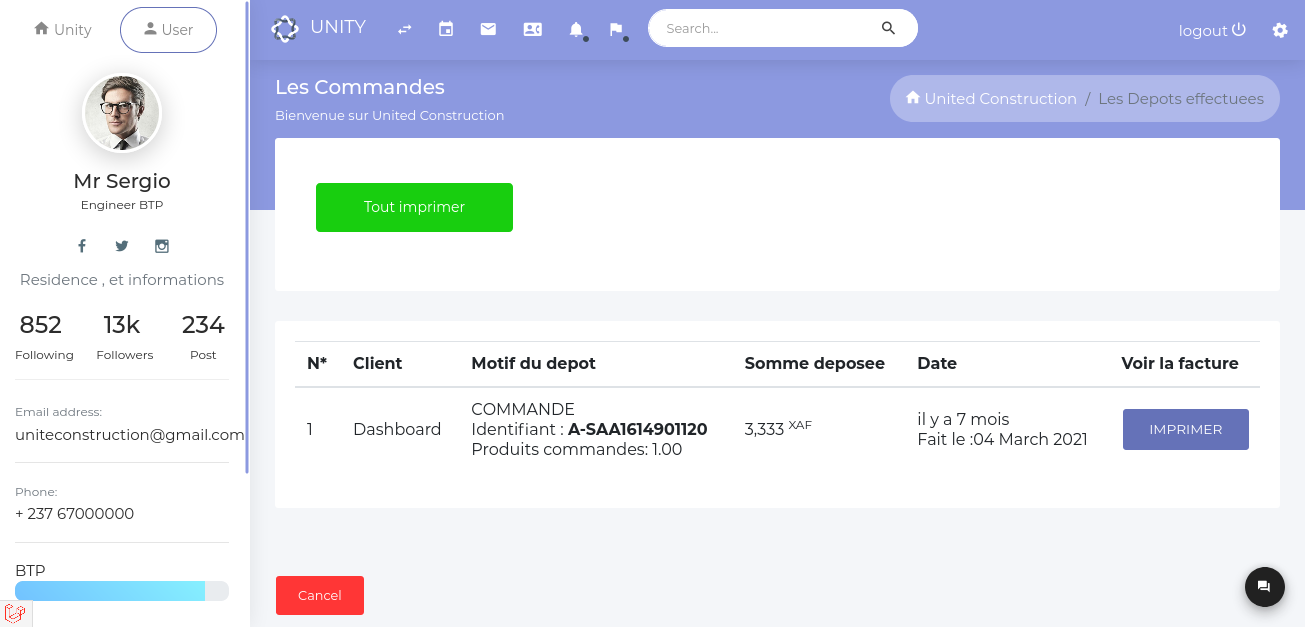 Unity
User
Mr Sergio
Engineer BTP
Residence , et informations
852 13k 234
Following Followers Post
Email address:
uniteconstruction@gmail.com
Phone:
+ 237 67000000
BTP
UNITY
Search...
logout
Les Commandes
Bienvenue sur United Construction
United Construction / Les Depots effectuees
Tout imprimer
N* Client Motif du depot Somme deposee Date Voir la facture
1 Dashboard
COMMANDE
Identifiant : A-SAA1614901120
Produits commandes: 1.00
3,333 XAF
il y a 7 mois
Fait le :04 March 2021
IMPRIMER
Cancel